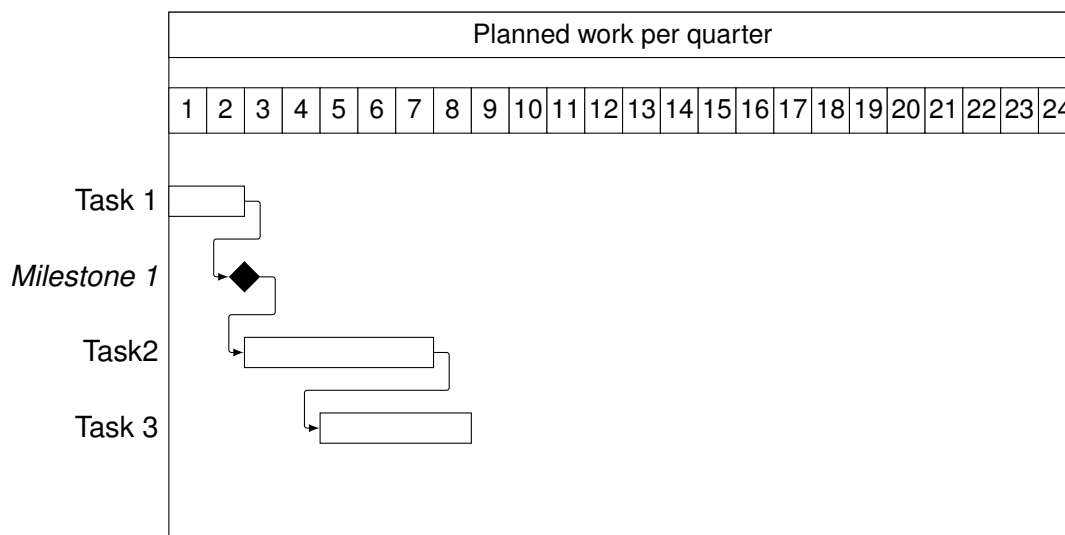 Planned work per quarter
1 2 3 4 5 6 7 8 9 10 11 12 13 14 15 16 17 18 19 20 21 22 23 24
Task 1
Milestone 1
Task2
Task 3